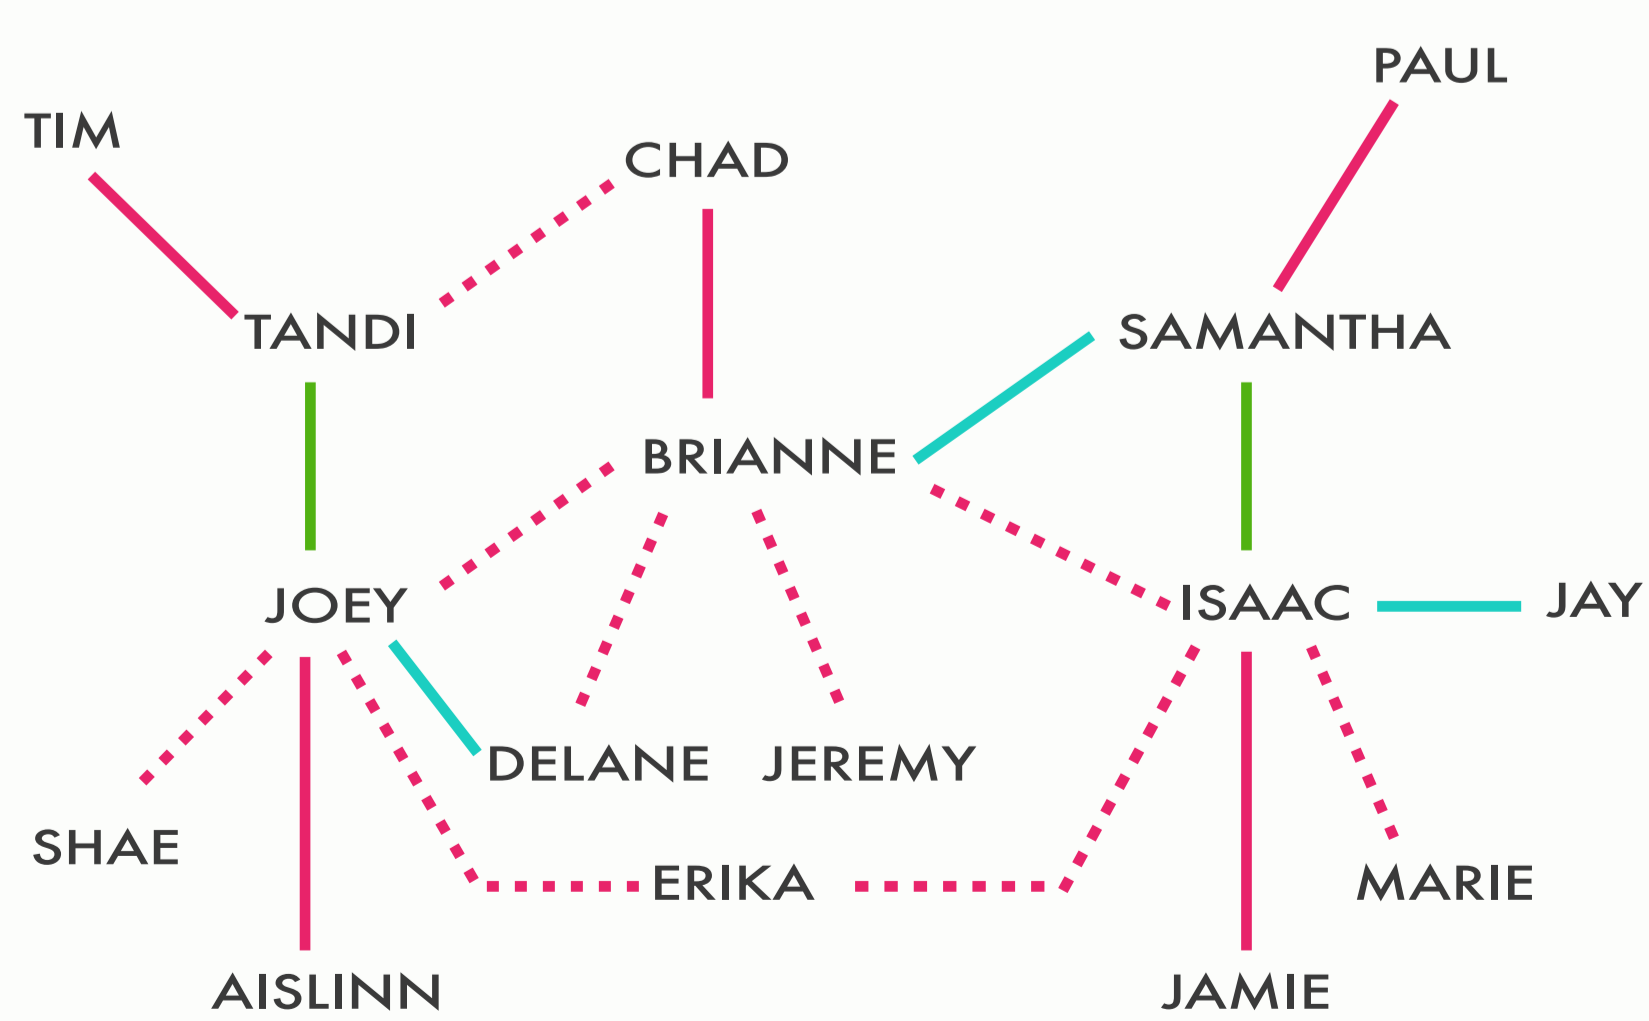 PAUL
TIM
CHAD
TANDI
SAMANTHA
BRIANNE
JOEY
ISAAC
JAY
DELANE
JEREMY
SHAE
ERIKA
MARIE
AISLINN
JAMIE